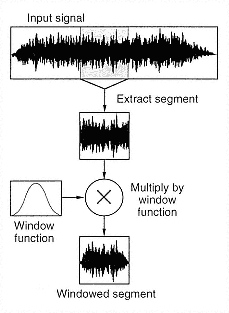 Input signal
Extract segment
Multiply by
window
function
Window
function
Windowed segment